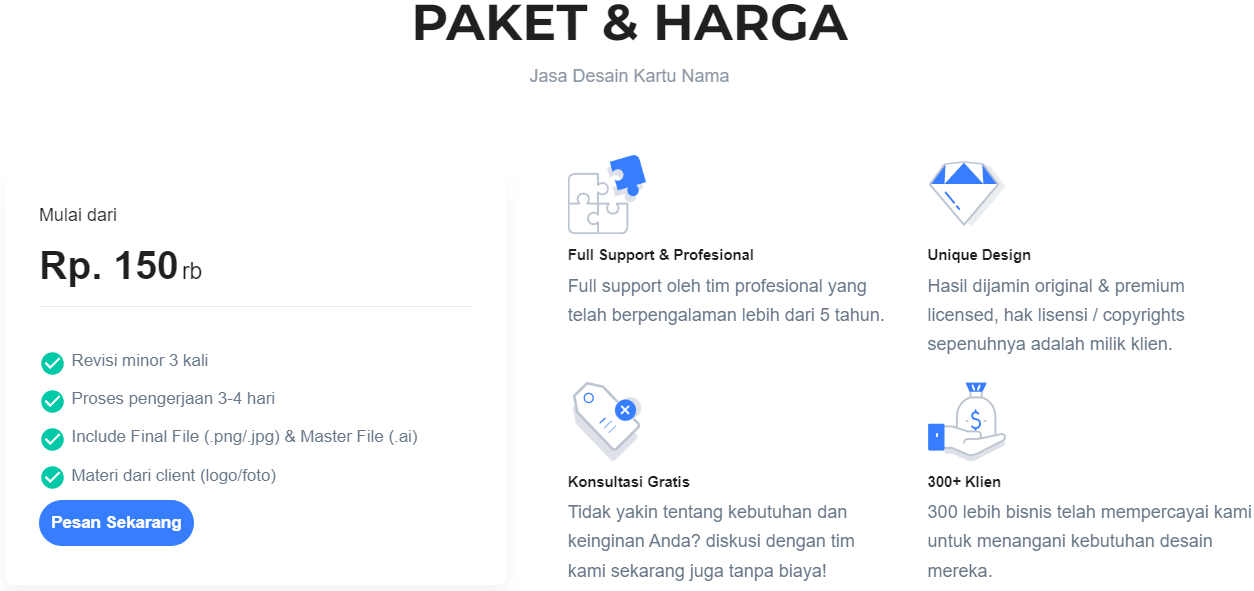 PAKET & HARGA
Jasa Desain Kartu Nama
Mulai dari
Rp. 150 rb
Revisi minor 3 kali
Proses pengerjaan 3-4 hari
Include Final File (.png/.jpg) & Master File (.ai)
Materi dari client (logo/foto)
Pesan Sekarang
Full Support & Profesional
Full support oleh tim profesional yang
telah berpengalaman lebih dari 5 tahun.
Unique Design
Hasil dijamin original & premium
licensed, hak lisensi / copyrights
sepenuhnya adalah milik klien.
Konsultasi Gratis
Tidak yakin tentang kebutuhan dan
keinginan Anda? diskusi dengan tim
kami sekarang juga tanpa biaya!
$
300+ Klien
300 lebih bisnis telah mempercayai kami
untuk menangani kebutuhan desain
mereka.